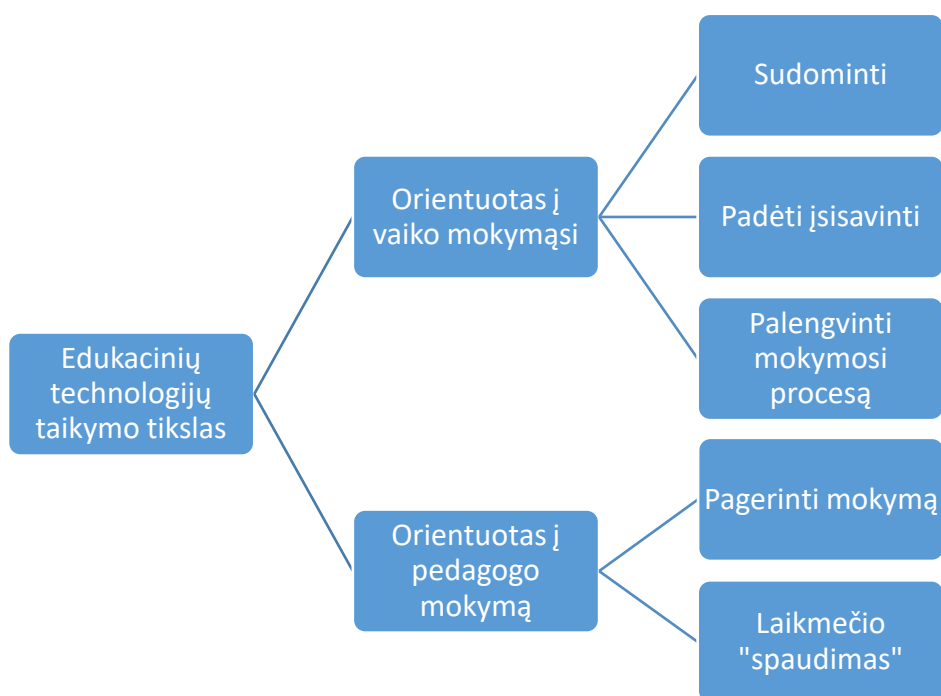 Edukacinių
technologijų
taikymo tikslas
Orientuotas į
vaiko mokymąsi
Sudominti
Padėti įsisavinti
Palengvinti
mokymosi
procesą
Orientuotas į
pedagogo
mokymą
Pagerinti mokymą
Laikmečio
"spaudimas"